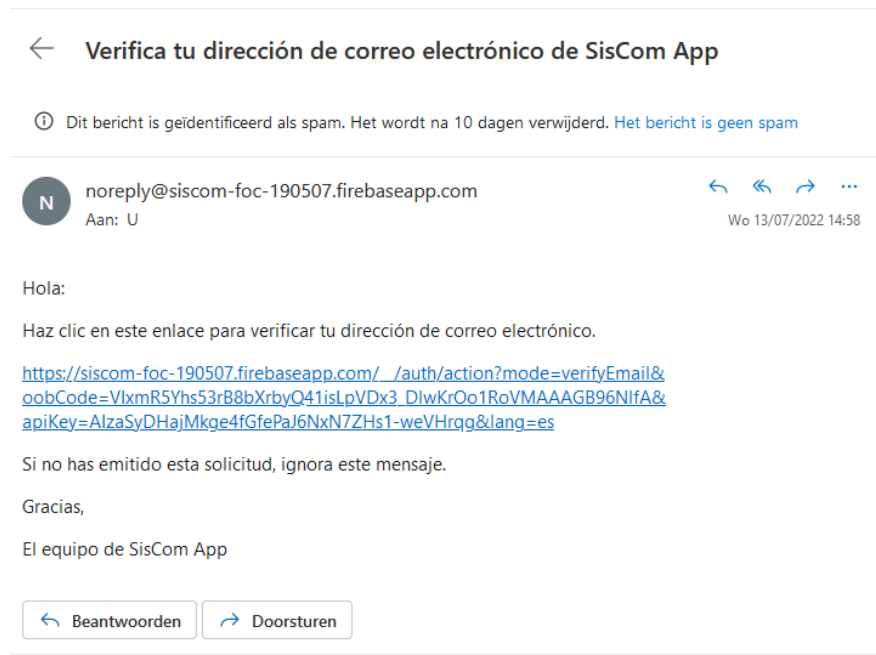 Verifica tu dirección de correo electrónico de SisCom App
Dit bericht is geïdentificeerd als spam. Het wordt na 10 dagen verwijderd. Het bericht is geen spam
N
noreply@siscom-foc-190507.firebaseapp.com
Aan: U
Wo 13/07/2022 14:58
Hola:
Haz clic en este enlace para verificar tu dirección de correo electrónico.
https://siscom-foc-190507.firebaseapp.com/__/auth/action?mode=verifyEmail&
oobCode=VIxmR5Yhs53rB8bXrbyQ41isLpVDx3_DIwKrOo1RoVMAAAGB96NIfA&
apiKey=AIzaSyDHajMkge4fGfePaJ6NxN7ZHs1-weVHrqg&lang=es
Si no has emitido esta solicitud, ignora este mensaje.
Gracias,
El equipo de SisCom App
Beantwoorden
Doorsturen